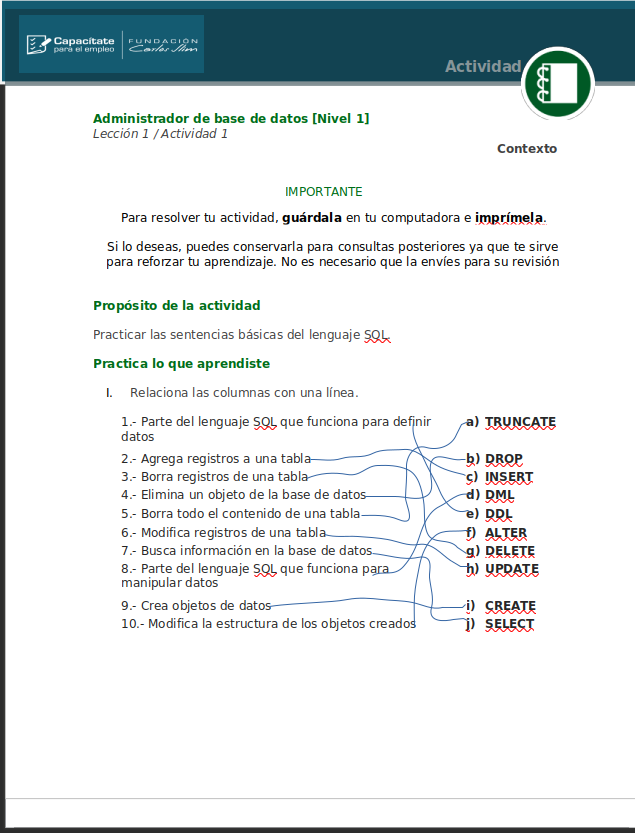 Capacítate
para el empleo
FUNDACIÓN
Carlos Slim
Actividad
Administrador de base de datos [Nivel 1]
Lección 1 / Actividad 1
Contexto
IMPORTANTE
Para resolver tu actividad, guárdala en tu computadora e imprímela.
Si lo deseas, puedes conservarla para consultas posteriores ya que te sirve
para reforzar tu aprendizaje. No es necesario que la envíes para su revisión
Propósito de la actividad
Practicar las sentencias básicas del lenguaje SQL.
Practica lo que aprendiste
I. Relaciona las columnas con una línea.
1.- Parte del lenguaje SQL que funciona para definir
datos
a) TRUNCATE
2.- Agrega registros a una tabla
b) DROP
3.- Borra registros de una tabla
c) INSERT
4.- Elimina un objeto de la base de datos
d) DML
5.- Borra todo el contenido de una tabla
e) DDL
6.- Modifica registros de una tabla
f) ALTER
7.- Busca información en la base de datos
g) DELETE
8.- Parte del lenguaje SQL que funciona para
manipular datos
h) UPDATE
9.- Crea objetos de datos
i) CREATE
10.- Modifica la estructura de los objetos creados
j) SELECT